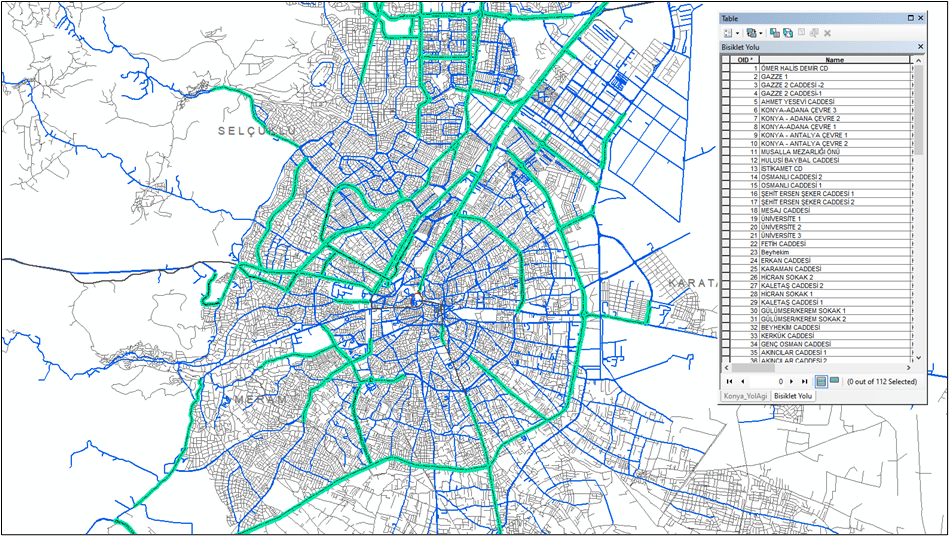 SELÇUKLU
KARATA
MERAM
Table
Bisiklet Yolu
OID * Name
1 ÖMER HALİS DEMİR CD
2 GAZZE 1
3 GAZZE 2 CADDESİ -2
4 GAZZE 2 CADDESİ-1
5 AHMET YESEVİ CADDESİ
6 KONYA-ADANA ÇEVRE 3
7 KONYA - ADANA ÇEVRE 2
8 KONYA-ADANA ÇEVRE 1
9 KONYA - ANTALYA ÇEVRE 1
10 KONYA - ANTALYA ÇEVRE 2
11 MUSALLA MEZARLIĞI ÖNÜ
12 HULUSİ BAYBAL CADDESİ
13 İSTİKAMET CD
14 OSMANLI CADDESİ 2
15 OSMANLI CADDESİ 1
16 ŞEHİT ERSEN ŞEKER CADDESİ 1
17 ŞEHİT ERSEN ŞEKER CADDESİ 2
18 MESAJ CADDESİ
19 ÜNİVERSİTE 1
20 ÜNİVERSİTE 2
21 ÜNİVERSİTE 3
22 FETİH CADDESİ
23 Beyhekim
24 ERKAN CADDESİ
25 KARAMAN CADDESİ
26 HİCRAN SOKAK 2
27 KALETAŞ CADDESİ 2
28 HİCRAN SOKAK 1
29 KALETAŞ CADDESİ 1
30 GÜLÜMSER/KEREM SOKAK 1
31 GÜLÜMSER/KEREM SOKAK 2
32 BEYHEKİM CADDESİ
33 KERKÜK CADDESİ
34 GENÇ OSMAN CADDESİ
35 AKINCILAR CADDESİ 1
36 AKINCILAR CADDESİ 2
0 (0 out of 112 Selected)
Konya_YolAgi Bisiklet Yolu